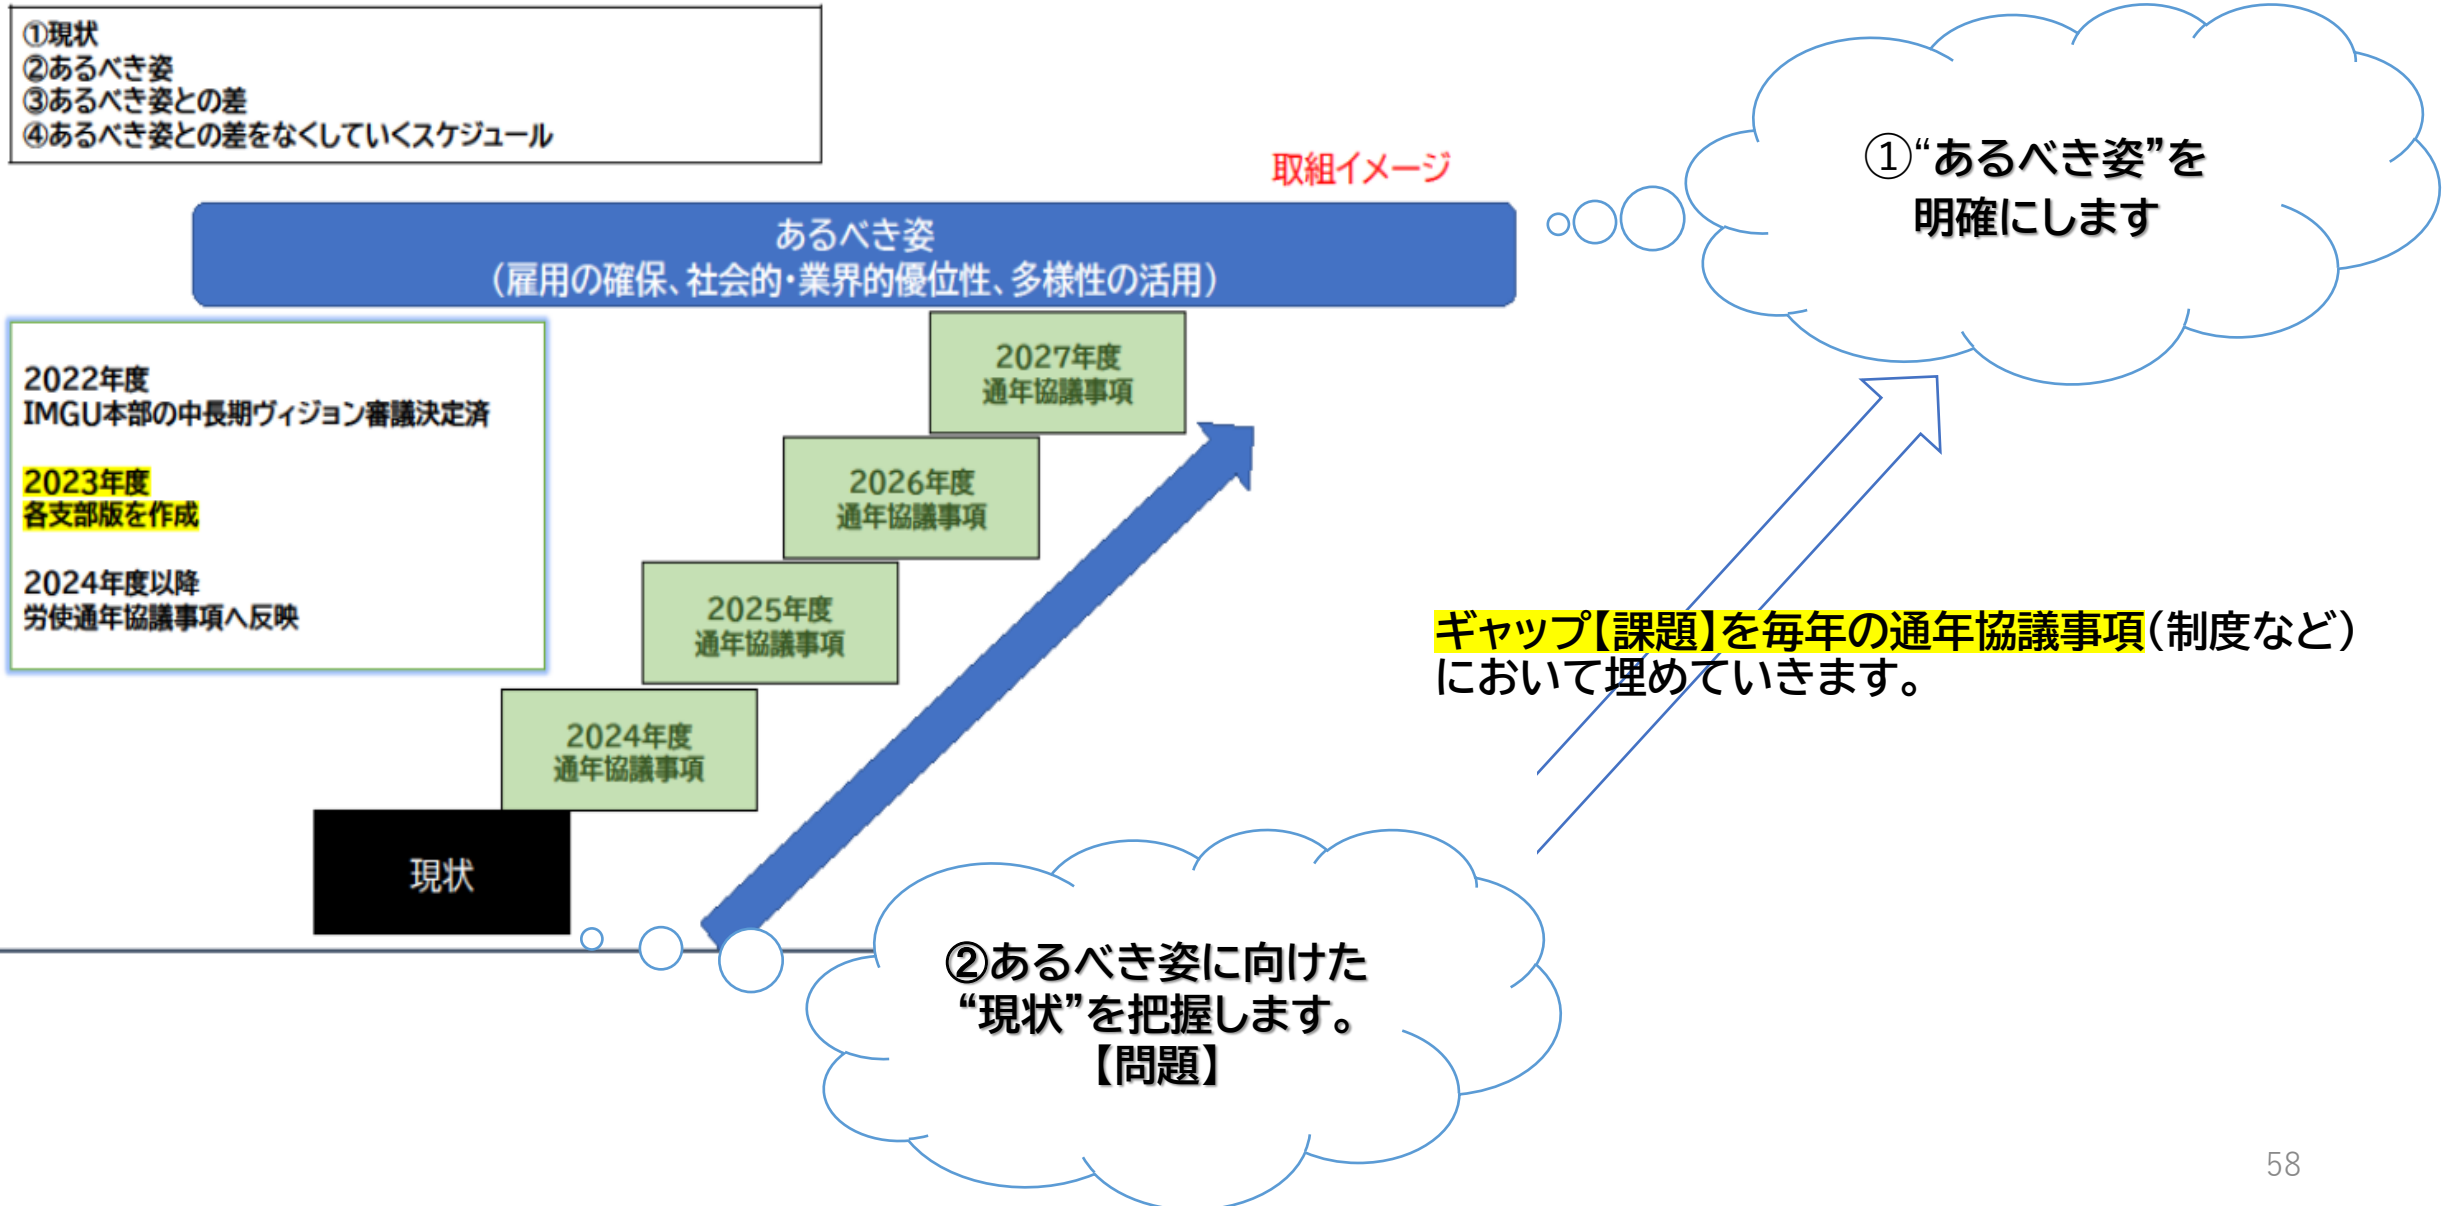 ①現状
②あるべき姿
③あるべき姿との差
④あるべき姿との差をなくしていくスケジュール
取組イメージ
①“あるべき姿”を
明確にします
あるべき姿
（雇用の確保、社会的・業界的優位性、多様性の活用）
2022年度
IMGU本部の中長期ヴィジョン審議決定済
2023年度
各支部版を作成
2024年度以降
労使通年協議事項へ反映
2027年度
通年協議事項
2026年度
通年協議事項
2025年度
通年協議事項
2024年度
通年協議事項
現状
ギャップ【課題】を毎年の通年協議事項（制度など）
において埋めていきます。
②あるべき姿に向けた
“現状”を把握します。
【問題】
58